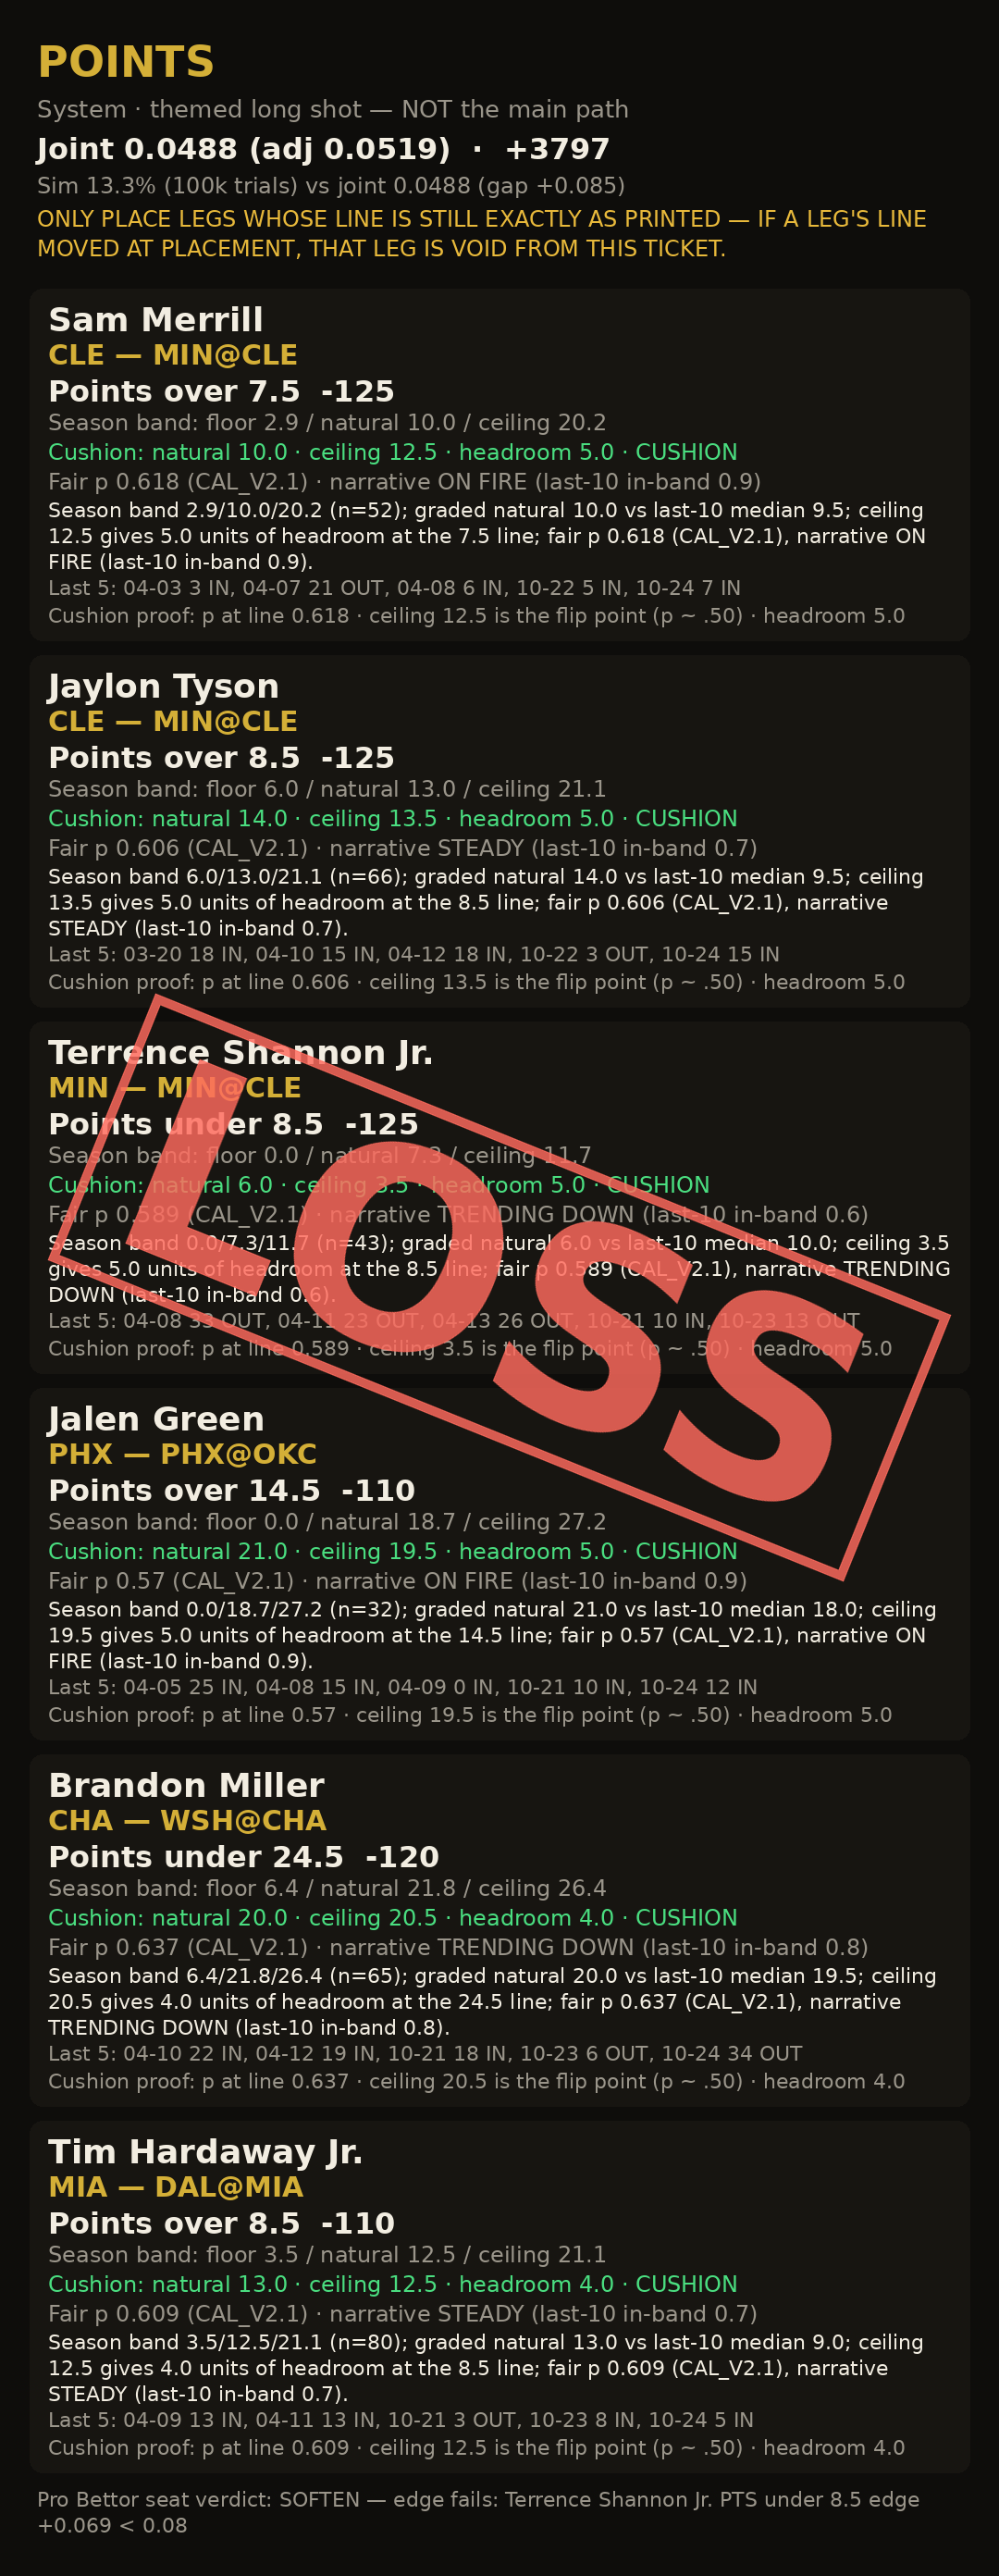 POINTS
System · themed long shot — NOT the main path
Joint 0.0488 (adj 0.0519) · +3797
Sim 13.3% (100k trials) vs joint 0.0488 (gap +0.085)
ONLY PLACE LEGS WHOSE LINE IS STILL EXACTLY AS PRINTED — IF A LEG'S LINE
MOVED AT PLACEMENT, THAT LEG IS VOID FROM THIS TICKET.
Sam Merrill
CLE — MIN@CLE
Points over 7.5 -125
Season band: floor 2.9 / natural 10.0 / ceiling 20.2
Cushion: natural 10.0 · ceiling 12.5 · headroom 5.0 · CUSHION
Fair p 0.618 (CAL_V2.1) · narrative ON FIRE (last-10 in-band 0.9)
Season band 2.9/10.0/20.2 (n=52); graded natural 10.0 vs last-10 median 9.5; ceiling
12.5 gives 5.0 units of headroom at the 7.5 line; fair p 0.618 (CAL_V2.1), narrative ON
FIRE (last-10 in-band 0.9).
Last 5: 04-03 3 IN, 04-07 21 OUT, 04-08 6 IN, 10-22 5 IN, 10-24 7 IN
Cushion proof: p at line 0.618 · ceiling 12.5 is the flip point (p ~ .50) · headroom 5.0
Jaylon Tyson
CLE — MIN@CLE
Points over 8.5 -125
Season band: floor 6.0 / natural 13.0 / ceiling 21.1
Cushion: natural 14.0 · ceiling 13.5 · headroom 5.0 · CUSHION
Fair p 0.606 (CAL_V2.1) · narrative STEADY (last-10 in-band 0.7)
Season band 6.0/13.0/21.1 (n=66); graded natural 14.0 vs last-10 median 9.5; ceiling
13.5 gives 5.0 units of headroom at the 8.5 line; fair p 0.606 (CAL_V2.1), narrative
STEADY (last-10 in-band 0.7).
Last 5: 03-20 18 IN, 04-10 15 IN, 04-12 18 IN, 10-22 3 OUT, 10-24 15 IN
Cushion proof: p at line 0.606 · ceiling 13.5 is the flip point (p ~ .50) · headroom 5.0
Terrence Shannon Jr.
MIN — MIN@CLE
Points under 8.5 -125
Season band: floor 0.0 / natural 7.3 / ceiling 11.7
Cushion: natural 6.0 · ceiling 3.5 · headroom 5.0 · CUSHION
Fair p 0.589 (CAL_V2.1) · narrative TRENDING DOWN (last-10 in-band 0.6)
Season band 0.0/7.3/11.7 (n=43); graded natural 6.0 vs last-10 median 10.0; ceiling 3.5
gives 5.0 units of headroom at the 8.5 line; fair p 0.589 (CAL_V2.1), narrative TRENDING
DOWN (last-10 in-band 0.6).
Last 5: 04-08 33 OUT, 04-11 23 OUT, 04-13 26 OUT, 10-21 10 IN, 10-23 13 OUT
Cushion proof: p at line 0.589 · ceiling 3.5 is the flip point (p ~ .50) · headroom 5.0
LOSS
Jalen Green
PHX — PHX@OKC
Points over 14.5 -110
Season band: floor 0.0 / natural 18.7 / ceiling 27.2
Cushion: natural 21.0 · ceiling 19.5 · headroom 5.0 · CUSHION
Fair p 0.57 (CAL_V2.1) · narrative ON FIRE (last-10 in-band 0.9)
Season band 0.0/18.7/27.2 (n=32); graded natural 21.0 vs last-10 median 18.0; ceiling
19.5 gives 5.0 units of headroom at the 14.5 line; fair p 0.57 (CAL_V2.1), narrative ON
FIRE (last-10 in-band 0.9).
Last 5: 04-05 25 IN, 04-08 15 IN, 04-09 0 IN, 10-21 10 IN, 10-24 12 IN
Cushion proof: p at line 0.57 · ceiling 19.5 is the flip point (p ~ .50) · headroom 5.0
Brandon Miller
CHA — WSH@CHA
Points under 24.5 -120
Season band: floor 6.4 / natural 21.8 / ceiling 26.4
Cushion: natural 20.0 · ceiling 20.5 · headroom 4.0 · CUSHION
Fair p 0.637 (CAL_V2.1) · narrative TRENDING DOWN (last-10 in-band 0.8)
Season band 6.4/21.8/26.4 (n=65); graded natural 20.0 vs last-10 median 19.5; ceiling
20.5 gives 4.0 units of headroom at the 24.5 line; fair p 0.637 (CAL_V2.1), narrative
TRENDING DOWN (last-10 in-band 0.8).
Last 5: 04-10 22 IN, 04-12 19 IN, 10-21 18 IN, 10-23 6 OUT, 10-24 34 OUT
Cushion proof: p at line 0.637 · ceiling 20.5 is the flip point (p ~ .50) · headroom 4.0
Tim Hardaway Jr.
MIA — DAL@MIA
Points over 8.5 -110
Season band: floor 3.5 / natural 12.5 / ceiling 21.1
Cushion: natural 13.0 · ceiling 12.5 · headroom 4.0 · CUSHION
Fair p 0.609 (CAL_V2.1) · narrative STEADY (last-10 in-band 0.7)
Season band 3.5/12.5/21.1 (n=80); graded natural 13.0 vs last-10 median 9.0; ceiling
12.5 gives 4.0 units of headroom at the 8.5 line; fair p 0.609 (CAL_V2.1), narrative
STEADY (last-10 in-band 0.7).
Last 5: 04-09 13 IN, 04-11 13 IN, 10-21 3 OUT, 10-23 8 IN, 10-24 5 IN
Cushion proof: p at line 0.609 · ceiling 12.5 is the flip point (p ~ .50) · headroom 4.0
Pro Bettor seat verdict: SOFTEN — edge fails: Terrence Shannon Jr. PTS under 8.5 edge
+0.069 < 0.08